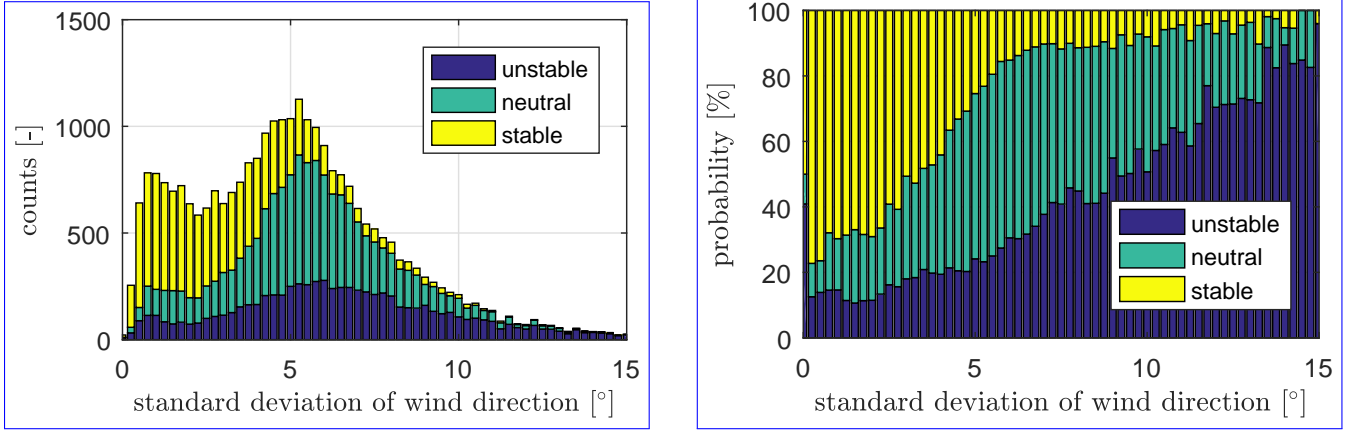 1500
1000
500
0
counts [-]
unstable
neutral
stable
0 5 10 15
standard deviation of wind direction [°]
100
80
60
40
20
0
probability [%]
unstable
neutral
stable
0 5 10 15
standard deviation of wind direction [°]